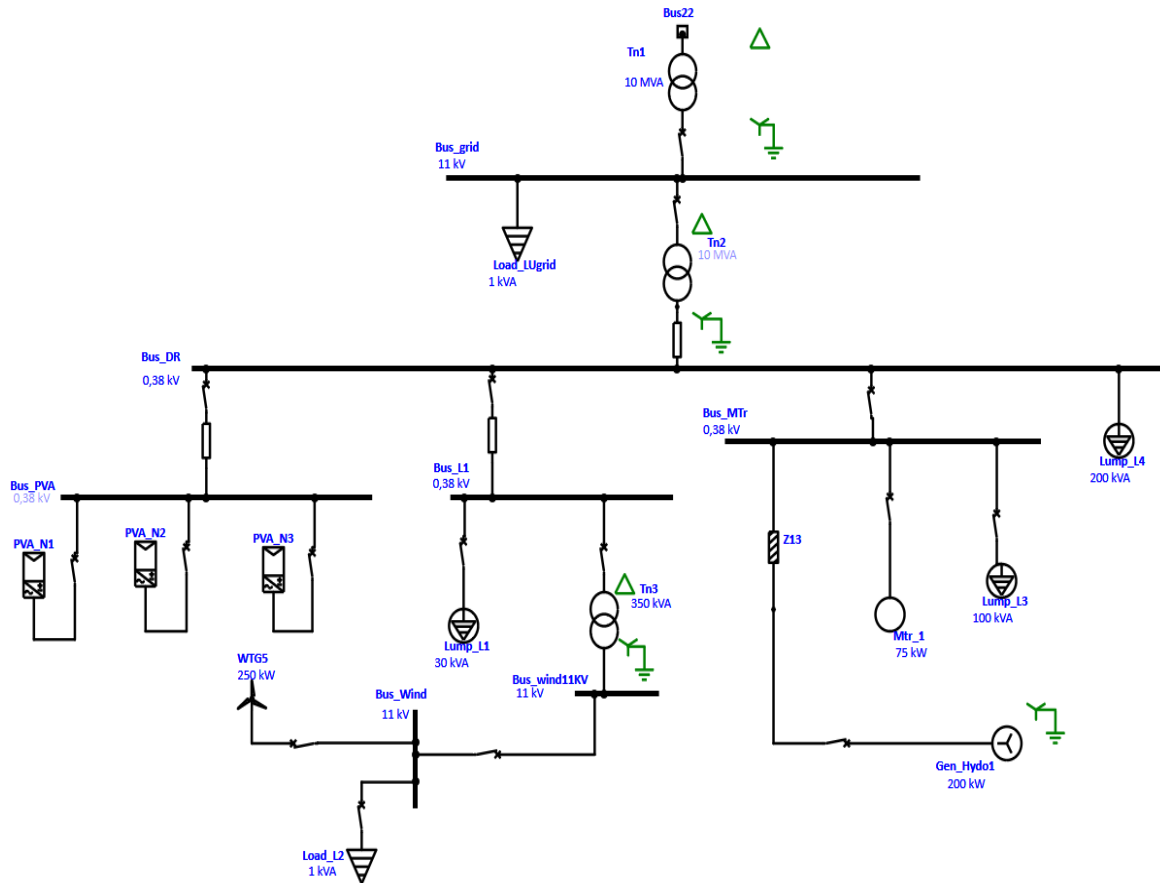 Bus22
Tn1
10 MVA
Bus_grid
11 kV
Tn2
10 MVA
Load_LUgrid
1 kVA
Bus_DR
0,38 kV
Bus_MTr
0,38 kV
Lump_L4
200 kVA
Bus_L1
0,38 kV
Bus_PVA
0,38 kV
PVA_N1
PVA_N2
PVA_N3
Z13
Tn3
350 kVA
Lump_L3
100 kVA
Mtr_1
75 kW
Lump_L1
30 kVA
WTG5
250 kW
Bus_Wind
11 kV
Bus_wind11KV
11 kV
Gen_Hydo1
200 kW
Load_L2
1 kVA